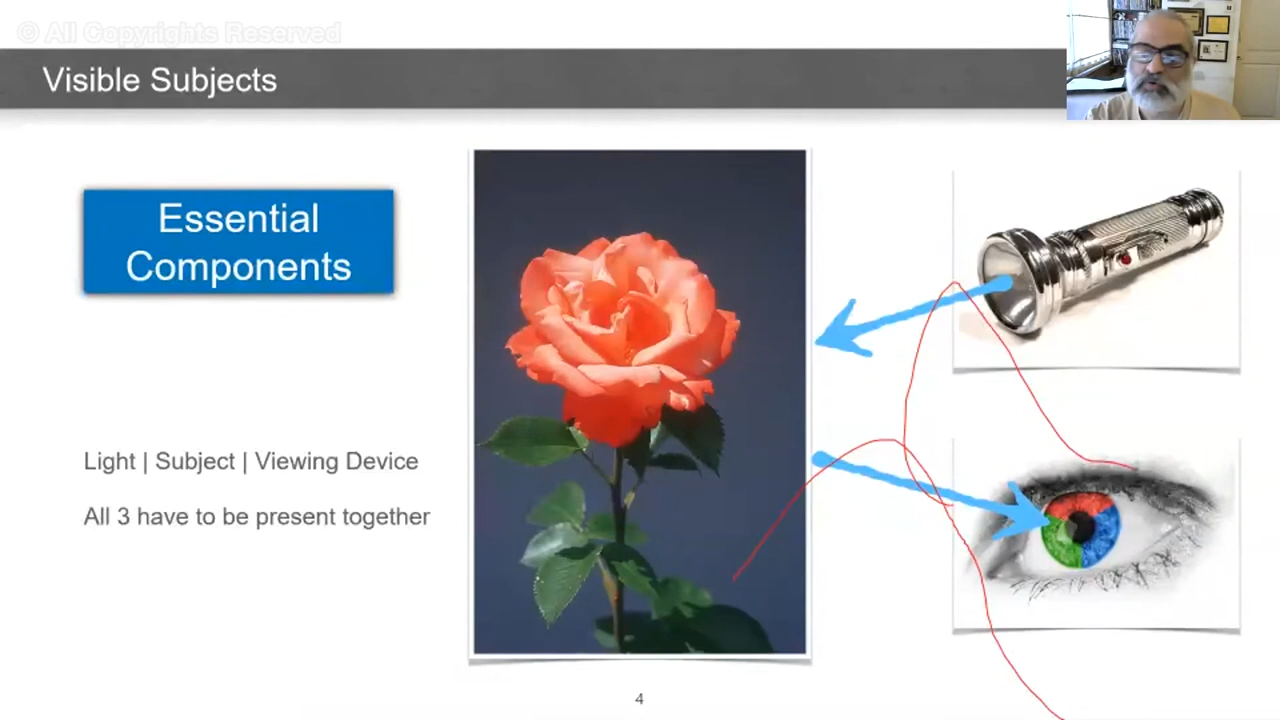 © All Copyrights Reserved
Visible Subjects
Essential
Components
Light | Subject | Viewing Device
All 3 have to be present together
4